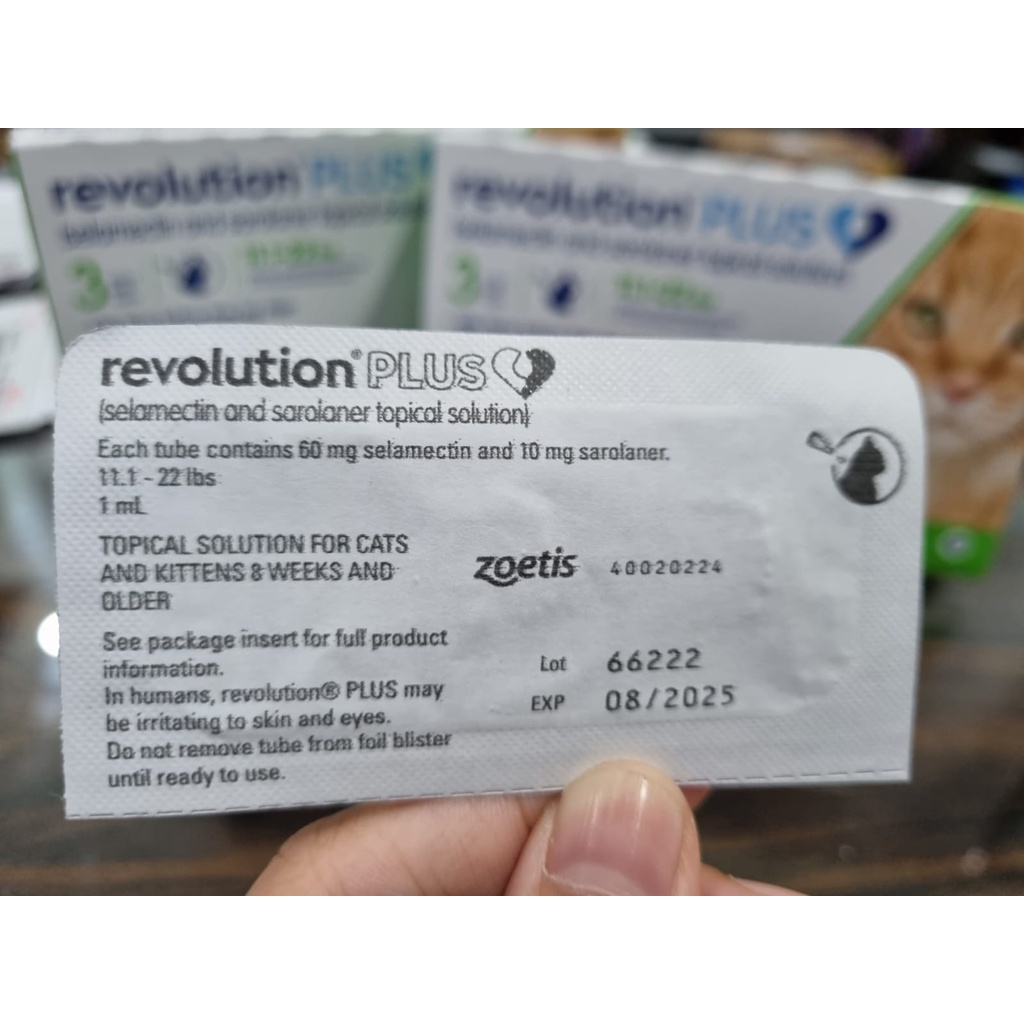 revolution PLUS
3
revolution PLUS
3
revolution® PLUS
(selamectin and sarolaner topical solution)
Each tube contains 60 mg selamectin and 10 mg sarolaner.
11.1 - 22 lbs
1 mL
TOPICAL SOLUTION FOR CATS
AND KITTENS 8 WEEKS AND
OLDER
zoetis 40020224
See package insert for full product
information.
In humans, revolution® PLUS may
be irritating to skin and eyes.
Do not remove tube from foil blister
until ready to use.
Lot 66222
EXP 08/2025